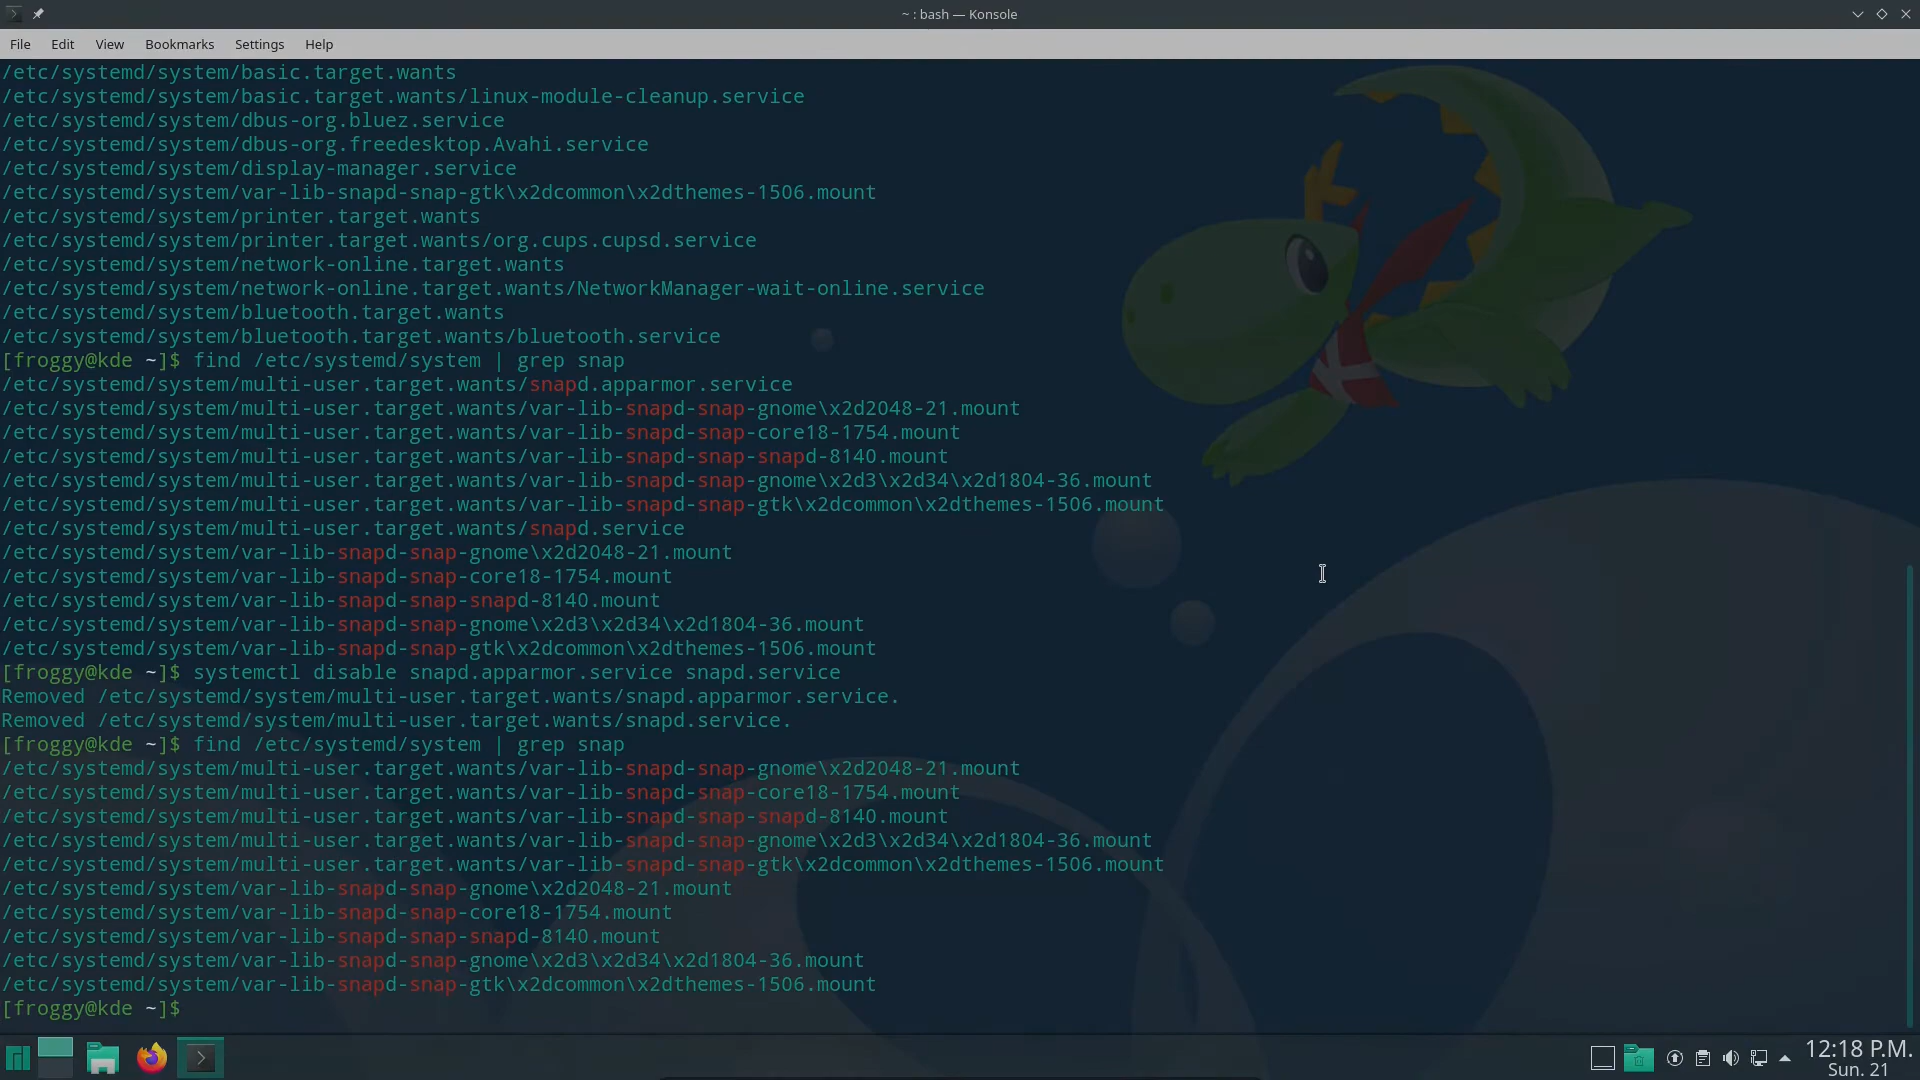 ~ : bash — Konsole
File Edit View Bookmarks Settings Help
/etc/systemd/system/basic.target.wants
/etc/systemd/system/basic.target.wants/linux-module-cleanup.service
/etc/systemd/system/dbus-org.bluez.service
/etc/systemd/system/dbus-org.freedesktop.Avahi.service
/etc/systemd/system/display-manager.service
/etc/systemd/system/var-lib-snapd-snap-gtk\x2dcommon\x2dthemes-1506.mount
/etc/systemd/system/printer.target.wants
/etc/systemd/system/printer.target.wants/org.cups.cupsd.service
/etc/systemd/system/network-online.target.wants
/etc/systemd/system/network-online.target.wants/NetworkManager-wait-online.service
/etc/systemd/system/bluetooth.target.wants
/etc/systemd/system/bluetooth.target.wants/bluetooth.service
[froggy@kde ~]$ find /etc/systemd/system | grep snap
/etc/systemd/system/multi-user.target.wants/snapd.apparmor.service
/etc/systemd/system/multi-user.target.wants/var-lib-snapd-snap-gnome\x2d2048-21.mount
/etc/systemd/system/multi-user.target.wants/var-lib-snapd-snap-core18-1754.mount
/etc/systemd/system/multi-user.target.wants/var-lib-snapd-snap-snapd-8140.mount
/etc/systemd/system/multi-user.target.wants/var-lib-snapd-snap-gnome\x2d3\x2d34\x2d1804-36.mount
/etc/systemd/system/multi-user.target.wants/var-lib-snapd-snap-gtk\x2dcommon\x2dthemes-1506.mount
/etc/systemd/system/multi-user.target.wants/snapd.service
/etc/systemd/system/var-lib-snapd-snap-gnome\x2d2048-21.mount
/etc/systemd/system/var-lib-snapd-snap-core18-1754.mount
/etc/systemd/system/var-lib-snapd-snap-snapd-8140.mount
/etc/systemd/system/var-lib-snapd-snap-gnome\x2d3\x2d34\x2d1804-36.mount
/etc/systemd/system/var-lib-snapd-snap-gtk\x2dcommon\x2dthemes-1506.mount
[froggy@kde ~]$ systemctl disable snapd.apparmor.service snapd.service
Removed /etc/systemd/system/multi-user.target.wants/snapd.apparmor.service.
Removed /etc/systemd/system/multi-user.target.wants/snapd.service.
[froggy@kde ~]$ find /etc/systemd/system | grep snap
/etc/systemd/system/multi-user.target.wants/var-lib-snapd-snap-gnome\x2d2048-21.mount
/etc/systemd/system/multi-user.target.wants/var-lib-snapd-snap-core18-1754.mount
/etc/systemd/system/multi-user.target.wants/var-lib-snapd-snap-snapd-8140.mount
/etc/systemd/system/multi-user.target.wants/var-lib-snapd-snap-gnome\x2d3\x2d34\x2d1804-36.mount
/etc/systemd/system/multi-user.target.wants/var-lib-snapd-snap-gtk\x2dcommon\x2dthemes-1506.mount
/etc/systemd/system/var-lib-snapd-snap-gnome\x2d2048-21.mount
/etc/systemd/system/var-lib-snapd-snap-core18-1754.mount
/etc/systemd/system/var-lib-snapd-snap-snapd-8140.mount
/etc/systemd/system/var-lib-snapd-snap-gnome\x2d3\x2d34\x2d1804-36.mount
/etc/systemd/system/var-lib-snapd-snap-gtk\x2dcommon\x2dthemes-1506.mount
[froggy@kde ~]$
12:18 P.M.
Sun. 21